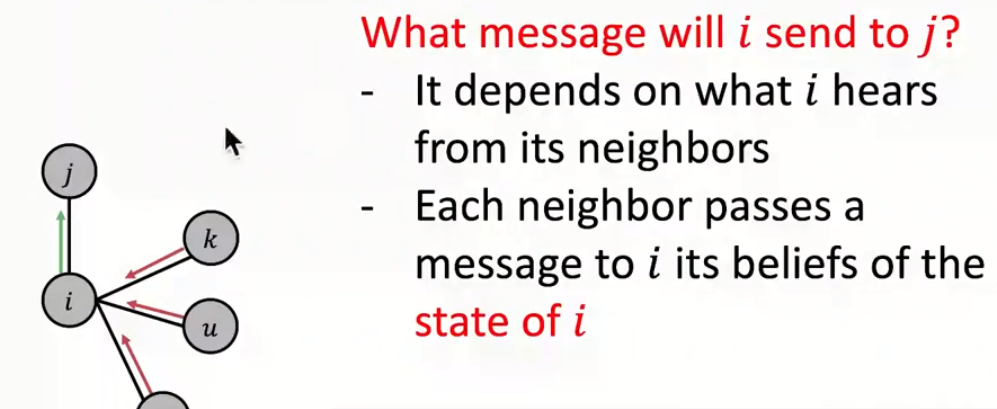 What message will i send to j?
- It depends on what i hears
from its neighbors
- Each neighbor passes a
message to i its beliefs of the
state of i
j
k
i
u